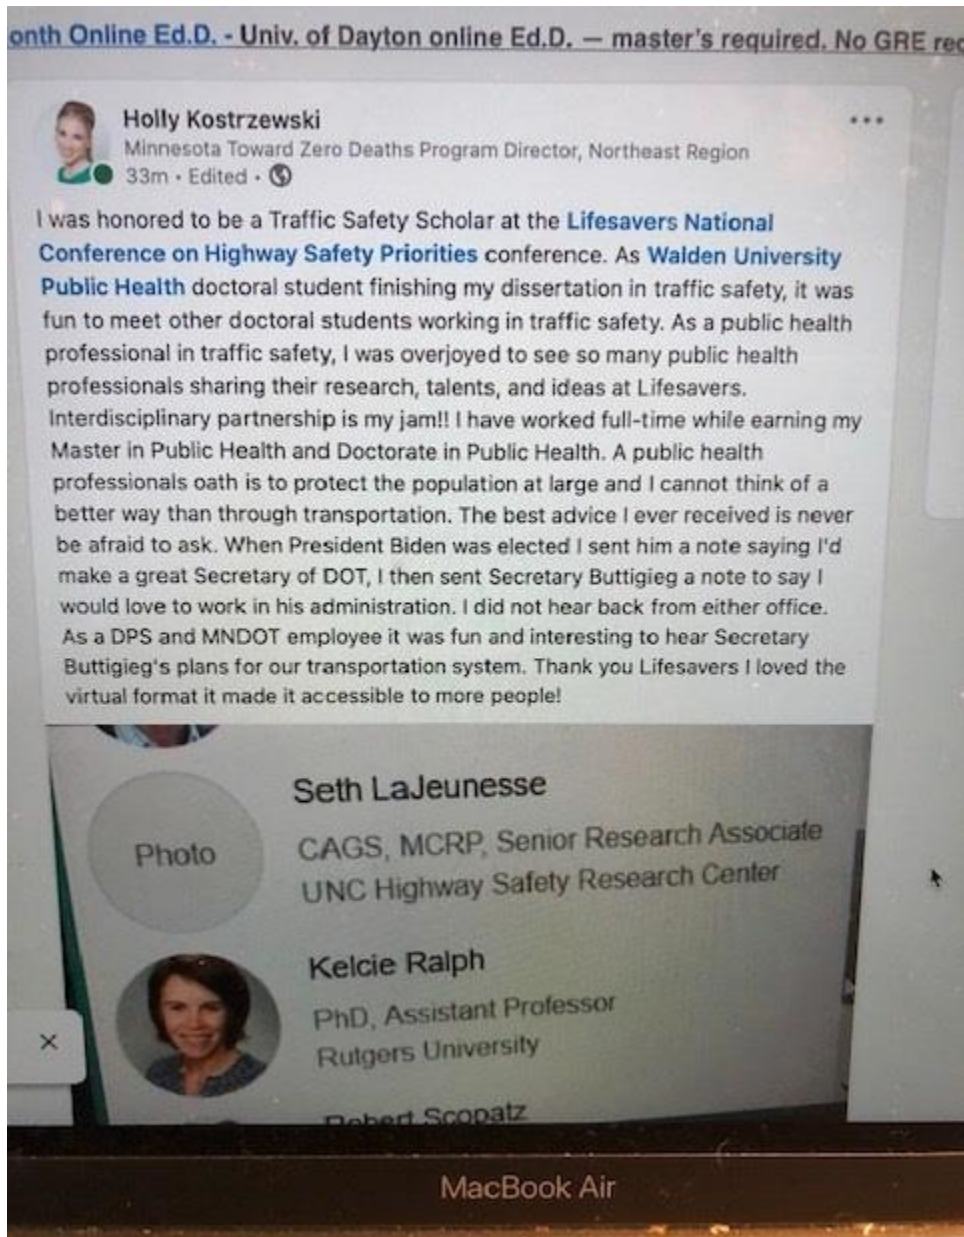 onth Online Ed.D. - Univ. of Dayton online Ed.D. — master's required. No GRE rec
Holly Kostrzewski
Minnesota Toward Zero Deaths Program Director, Northeast Region
33m • Edited •
I was honored to be a Traffic Safety Scholar at the Lifesavers National
Conference on Highway Safety Priorities conference. As Walden University
Public Health doctoral student finishing my dissertation in traffic safety, it was
fun to meet other doctoral students working in traffic safety. As a public health
professional in traffic safety, I was overjoyed to see so many public health
professionals sharing their research, talents, and ideas at Lifesavers.
Interdisciplinary partnership is my jam!! I have worked full-time while earning my
Master in Public Health and Doctorate in Public Health. A public health
professionals oath is to protect the population at large and I cannot think of a
better way than through transportation. The best advice I ever received is never
be afraid to ask. When President Biden was elected I sent him a note saying I'd
make a great Secretary of DOT, I then sent Secretary Buttigieg a note to say I
would love to work in his administration. I did not hear back from either office.
As a DPS and MNDOT employee it was fun and interesting to hear Secretary
Buttigieg's plans for our transportation system. Thank you Lifesavers I loved the
virtual format it made it accessible to more people!
Seth LaJeunesse
Photo
CAGS, MCRP, Senior Research Associate
UNC Highway Safety Research Center
Kelcie Ralph
PhD, Assistant Professor
Rutgers University
Robert Scopatz
MacBook Air